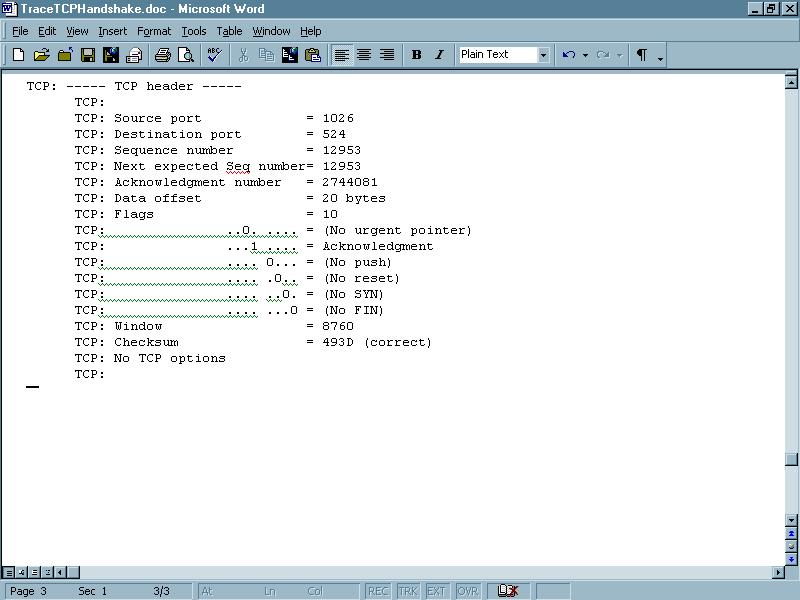 TraceTCPHandshake.doc - Microsoft Word
File Edit View Insert Format Tools Table Window Help
ABC B I Plain Text ¶
TCP: ----- TCP header -----
TCP:
TCP: Source port = 1026
TCP: Destination port = 524
TCP: Sequence number = 12953
TCP: Next expected Seq number= 12953
TCP: Acknowledgment number = 2744081
TCP: Data offset = 20 bytes
TCP: Flags = 10
TCP: ..0. .... = (No urgent pointer)
TCP: ...1 .... = Acknowledgment
TCP: .... 0... = (No push)
TCP: .... .0.. = (No reset)
TCP: .... ..0. = (No SYN)
TCP: .... ...0 = (No FIN)
TCP: Window = 8760
TCP: Checksum = 493D (correct)
TCP: No TCP options
TCP:
Page 3 Sec 1 3/3 At Ln Col REC TRK EXT OVR